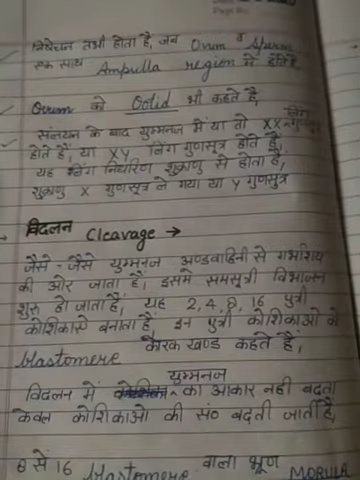 निषेचन तभी होता है, जब Ovum व Sperm
एक साथ Ampulla region में होते है
Ovum को Ootid भी कहते है,
संलयन के बाद युग्मनज में या तो XX-लिंग गुणसूत्र
होते हैं, या XY लिंग गुणसूत्र होते हैं
यह लिंग निर्धारण शुक्राणु से होता है,
शुक्राणु X गुणसूत्र ले गया या Y गुणसूत्र
विदलन Cleavage →
जैसे-जैसे युग्मनज अण्डवाहिनी से गर्भाशय
की ओर जाता है। इसमे समसूत्री विभाजन
शुरू हो जाता है, यह 2, 4, 8, 16 पुत्री
कोशिकाये बनाता है, इन पुत्री कोशिकाओं को
blastomere कोरक खण्ड कहते हैं,
विदलन में युग्मनज का आकार नही बदता
केवल कोशिकाओ की सं० बदती जाती है,
8 से 16 blastomere वाला भ्रूण MORULA